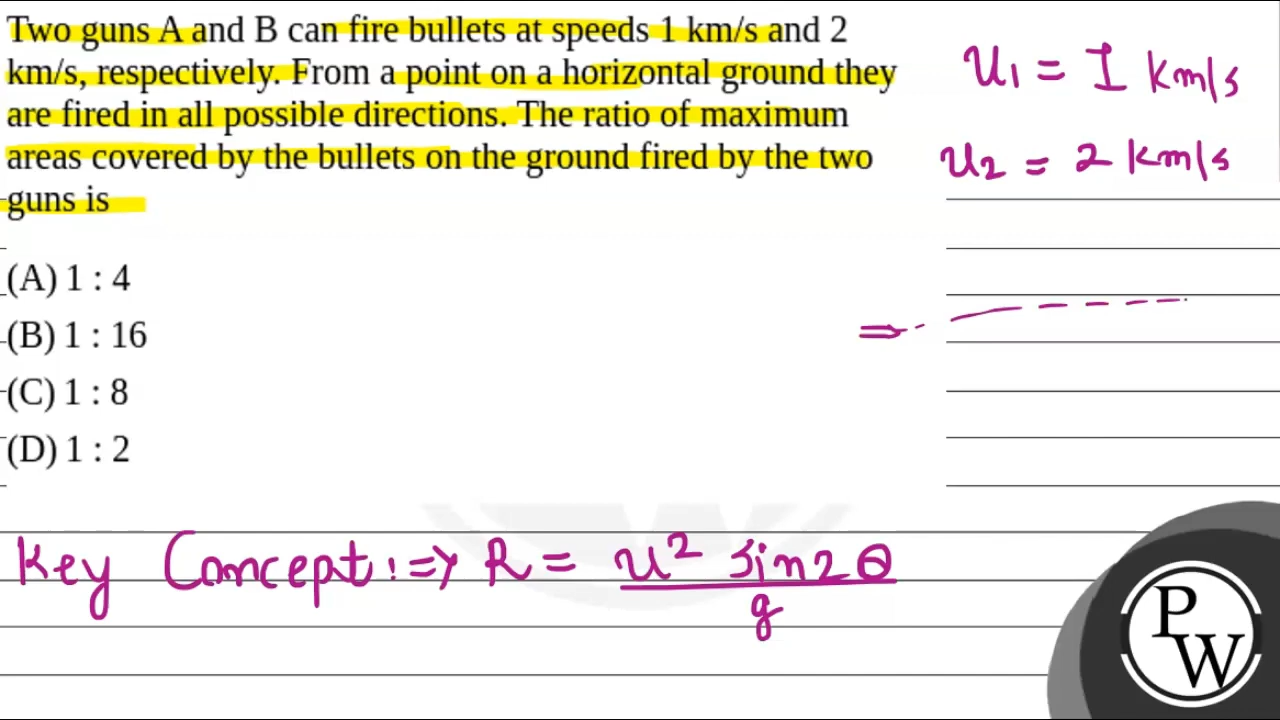 Two guns A and B can fire bullets at speeds 1 km/s and 2
km/s, respectively. From a point on a horizontal ground they
are fired in all possible directions. The ratio of maximum
areas covered by the bullets on the ground fired by the two
guns is
(A) 1 : 4
(B) 1 : 16
(C) 1 : 8
(D) 1 : 2
u1 = 1 km/s
u2 = 2 km/s
⇒
Key Concept :⇒ R = u² sin2θ / g
P
W